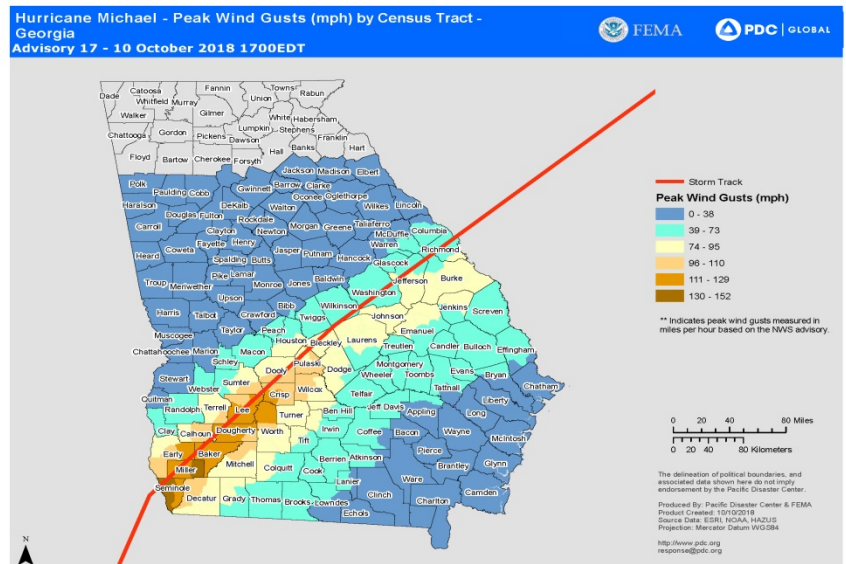 Hurricane Michael - Peak Wind Gusts (mph) by Census Tract -
Georgia
Advisory 17 - 10 October 2018 1700EDT
FEMA
PDC | GLOBAL
Dade Catoosa Fannin Towns Rabun
Whitfield Murray Union
Walker Gilmer White Habersham
Chattooga Gordon Pickens Lumpkin Stephens
Dawson Franklin
Floyd Bartow Cherokee Forsyth Hall Banks Hart
Jackson Madison Elbert
Polk Paulding Cobb Gwinnett Barrow Clarke
Haralson DeKalb Oconee Oglethorpe
Douglas Fulton Walton Wilkes Lincoln
Carroll Rockdale
Clayton Newton Morgan Greene Taliaferro Columbia
Fayette Henry McDuffie
Heard Coweta Warren Richmond
Spalding Butts Jasper Putnam Hancock Glascock
Troup Meriwether Pike Lamar Monroe Jones Baldwin Washington Jefferson Burke
Upson
Harris Talbot Crawford Bibb Wilkinson Johnson Jenkins Screven
Muscogee Taylor Peach Twiggs Emanuel
Chattahoochee Marion Macon Houston Bleckley Laurens Treutlen Candler Bulloch Effingham
Schley Pulaski
Stewart Webster Sumter Dooly Dodge Montgomery Evans Bryan
Wheeler Toombs
Quitman Crisp Wilcox Telfair Tattnall Chatham
Randolph Terrell Lee Ben Hill Jeff Davis Appling Liberty
Turner Long
Clay Calhoun Dougherty Worth Irwin Coffee Bacon Wayne McIntosh
Tift
Early Baker Pierce
Mitchell Colquitt Berrien Atkinson Brantley Glynn
Miller Cook Ware
Seminole Lanier
Decatur Grady Thomas Brooks Lowndes Clinch Charlton Camden
Echols
Storm Track
Peak Wind Gusts (mph)
0 - 38
39 - 73
74 - 95
96 - 110
111 - 129
130 - 152
** Indicates peak wind gusts measured in
miles per hour based on the NWS advisory.
0 20 40 80 Miles
0 20 40 80 Kilometers
The delineation of political boundaries, and
associated data shown here do not imply
endorsement by the Pacific Disaster Center.
Produced By: Pacific Disaster Center & FEMA
Product Created: 10/10/2018
Source Data: ESRI, NOAA, HAZUS
Projection: Mercator Datum WGS84
http://www.pdc.org
response@pdc.org
N